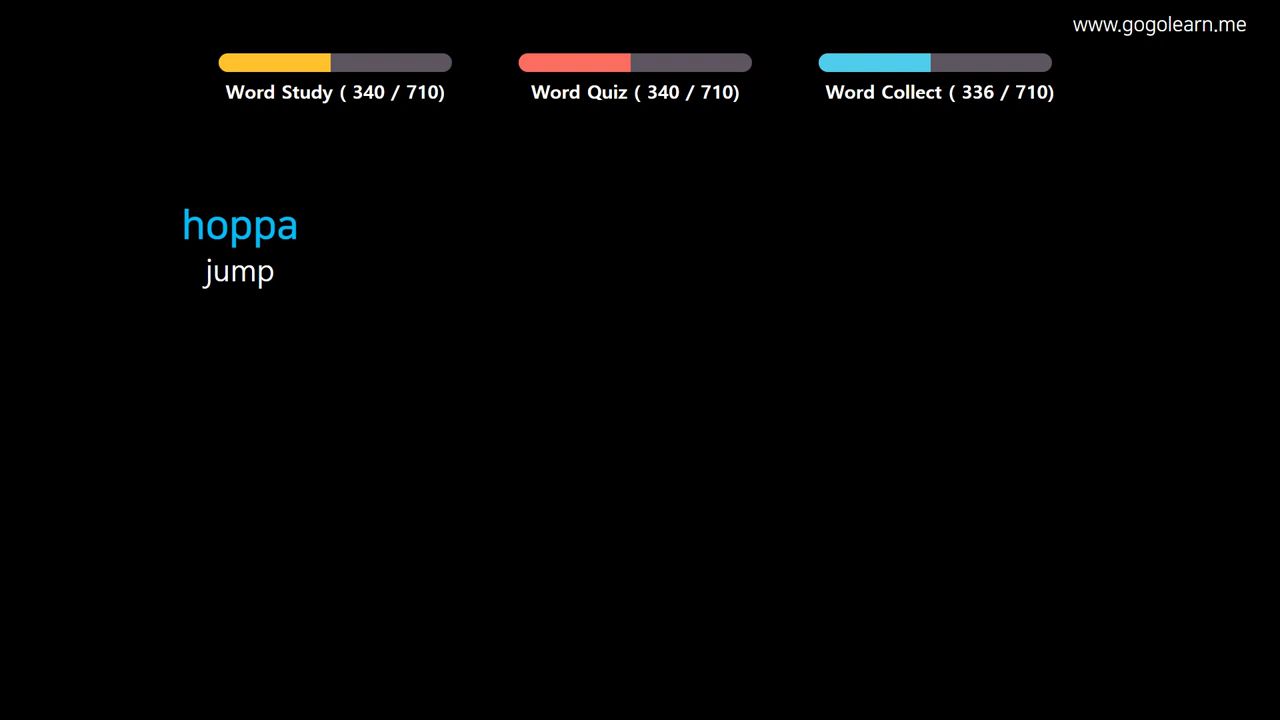 www.gogolearn.me
Word Study ( 340 / 710)
Word Quiz ( 340 / 710)
Word Collect ( 336 / 710)
hoppa
jump